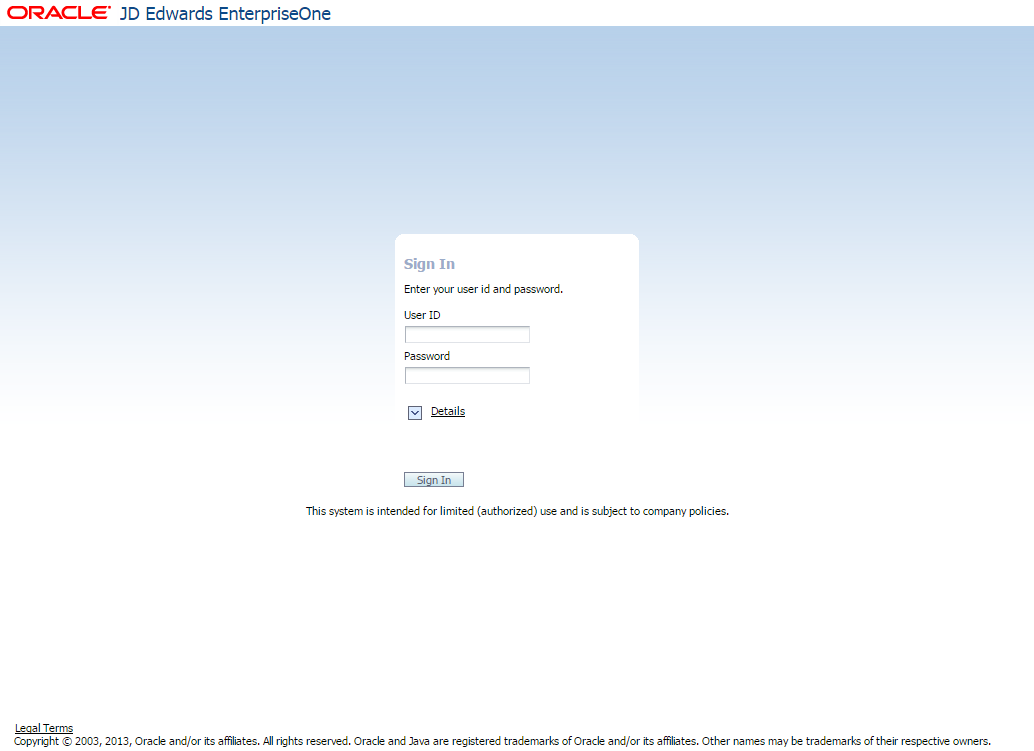 ORACLE JD Edwards EnterpriseOne
Sign In
Enter your user id and password.
User ID
Password
Details
Sign In
This system is intended for limited (authorized) use and is subject to company policies.
Legal Terms
Copyright © 2003, 2013, Oracle and/or its affiliates. All rights reserved. Oracle and Java are registered trademarks of Oracle and/or its affiliates. Other names may be trademarks of their respective owners.